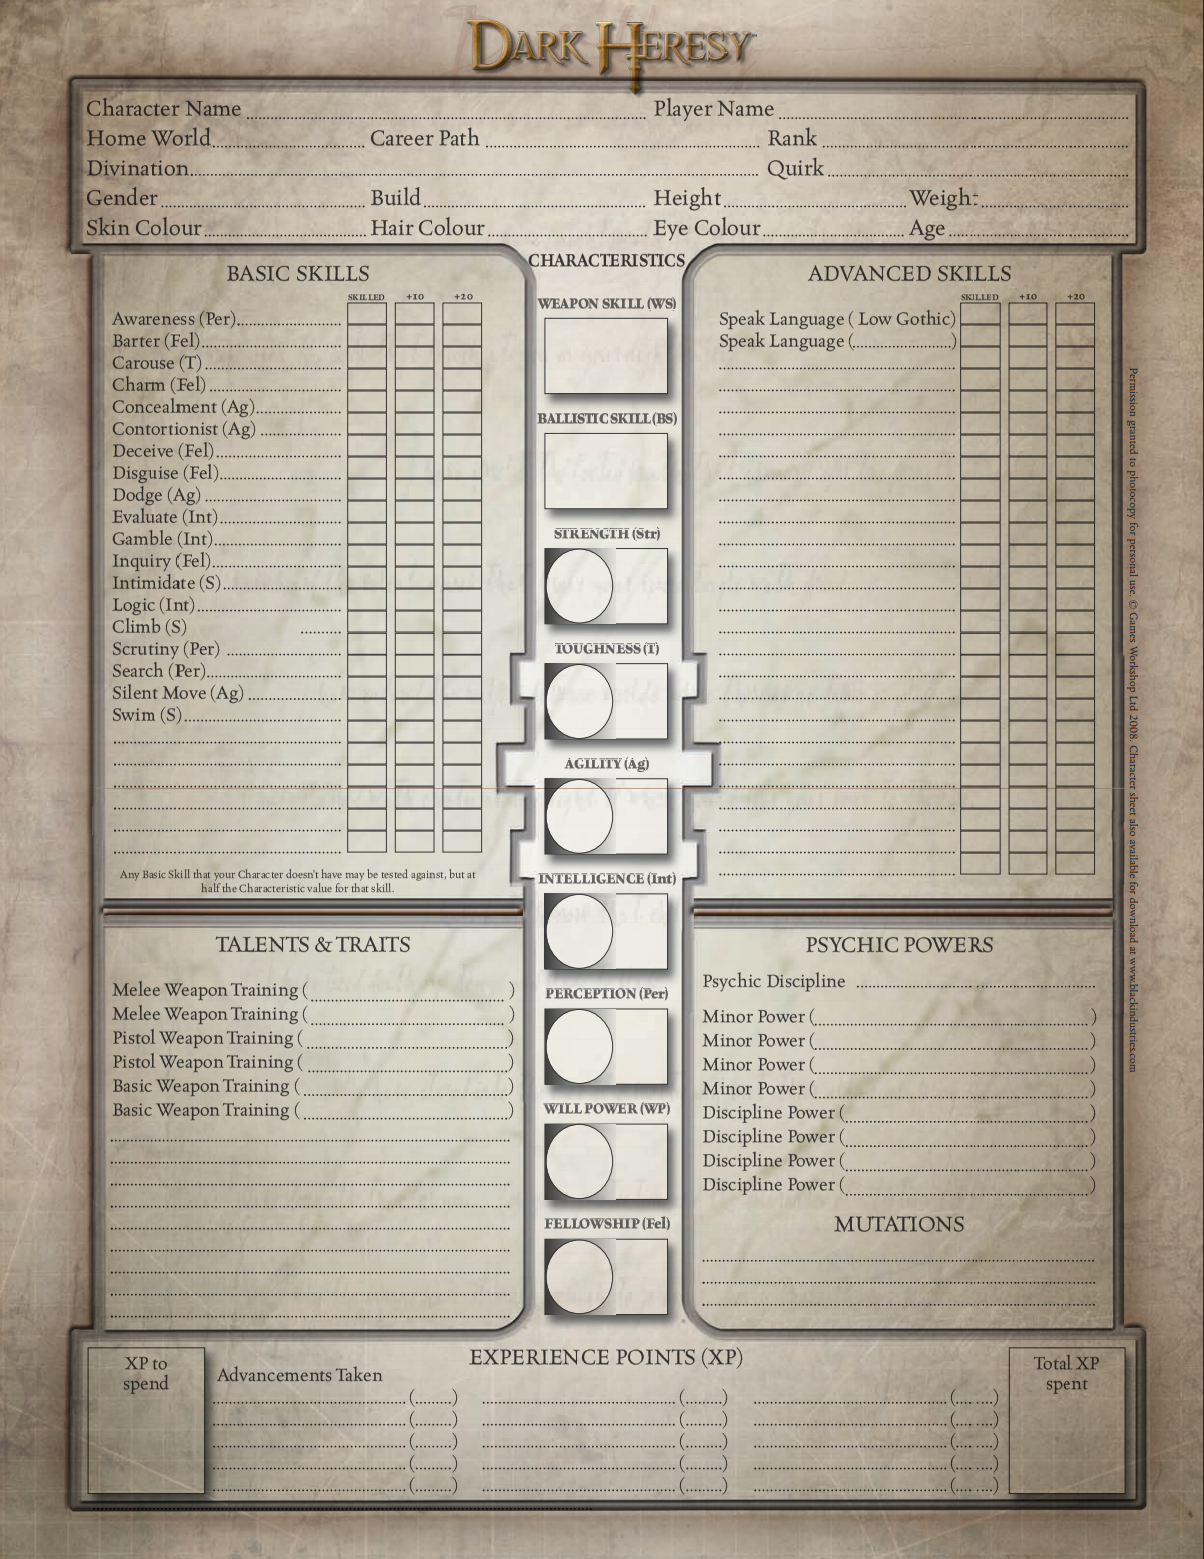 DARK HERESY™
Character Name Player Name
Home World Career Path Rank
Divination Quirk
Gender Build Height Weight
Skin Colour Hair Colour Eye Colour Age
CHARACTERISTICS
BASIC SKILLS
SKILLED +10 +20
Awareness (Per)
Barter (Fel)
Carouse (T)
Charm (Fel)
Concealment (Ag)
Contortionist (Ag)
Deceive (Fel)
Disguise (Fel)
Dodge (Ag)
Evaluate (Int)
Gamble (Int)
Inquiry (Fel)
Intimidate (S)
Logic (Int)
Climb (S)
Scrutiny (Per)
Search (Per)
Silent Move (Ag)
Swim (S)
Any Basic Skill that your Character doesn't have may be tested against, but at
half the Characteristic value for that skill.
WEAPON SKILL (WS)
BALLISTIC SKILL (BS)
STRENGTH (Str)
TOUGHNESS (T)
AGILITY (Ag)
INTELLIGENCE (Int)
PERCEPTION (Per)
WILL POWER (WP)
FELLOWSHIP (Fel)
ADVANCED SKILLS
SKILLED +10 +20
Speak Language ( Low Gothic)
Speak Language ( )
Permission granted to photocopy for personal use. © Games Workshop Ltd 2008. Character sheet also available for download at www.blackindustries.com
TALENTS & TRAITS
Melee Weapon Training ( )
Melee Weapon Training ( )
Pistol Weapon Training ( )
Pistol Weapon Training ( )
Basic Weapon Training ( )
Basic Weapon Training ( )
PSYCHIC POWERS
Psychic Discipline
Minor Power ( )
Minor Power ( )
Minor Power ( )
Minor Power ( )
Discipline Power ( )
Discipline Power ( )
Discipline Power ( )
Discipline Power ( )
MUTATIONS
EXPERIENCE POINTS (XP)
XP to
spend
Advancements Taken
Total XP
spent